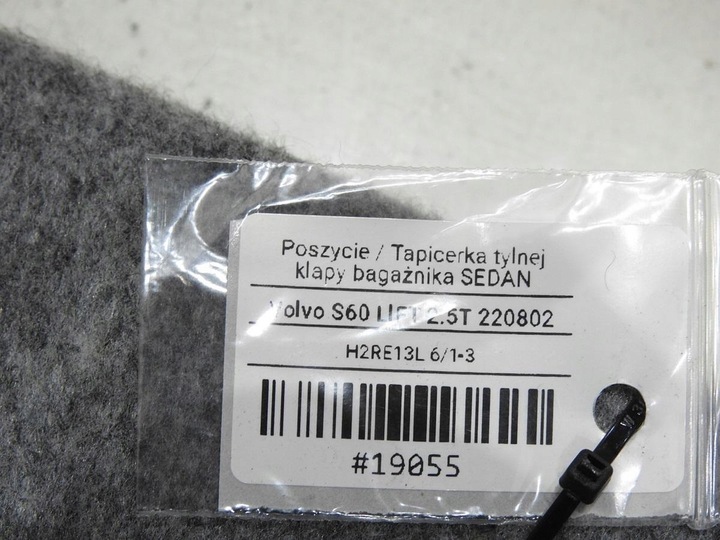 Poszycie / Tapicerka tylnej
klapy bagażnika SEDAN
Volvo S60 LIFT 2.5T 220802
H2RE13L 6/1-3
#19055